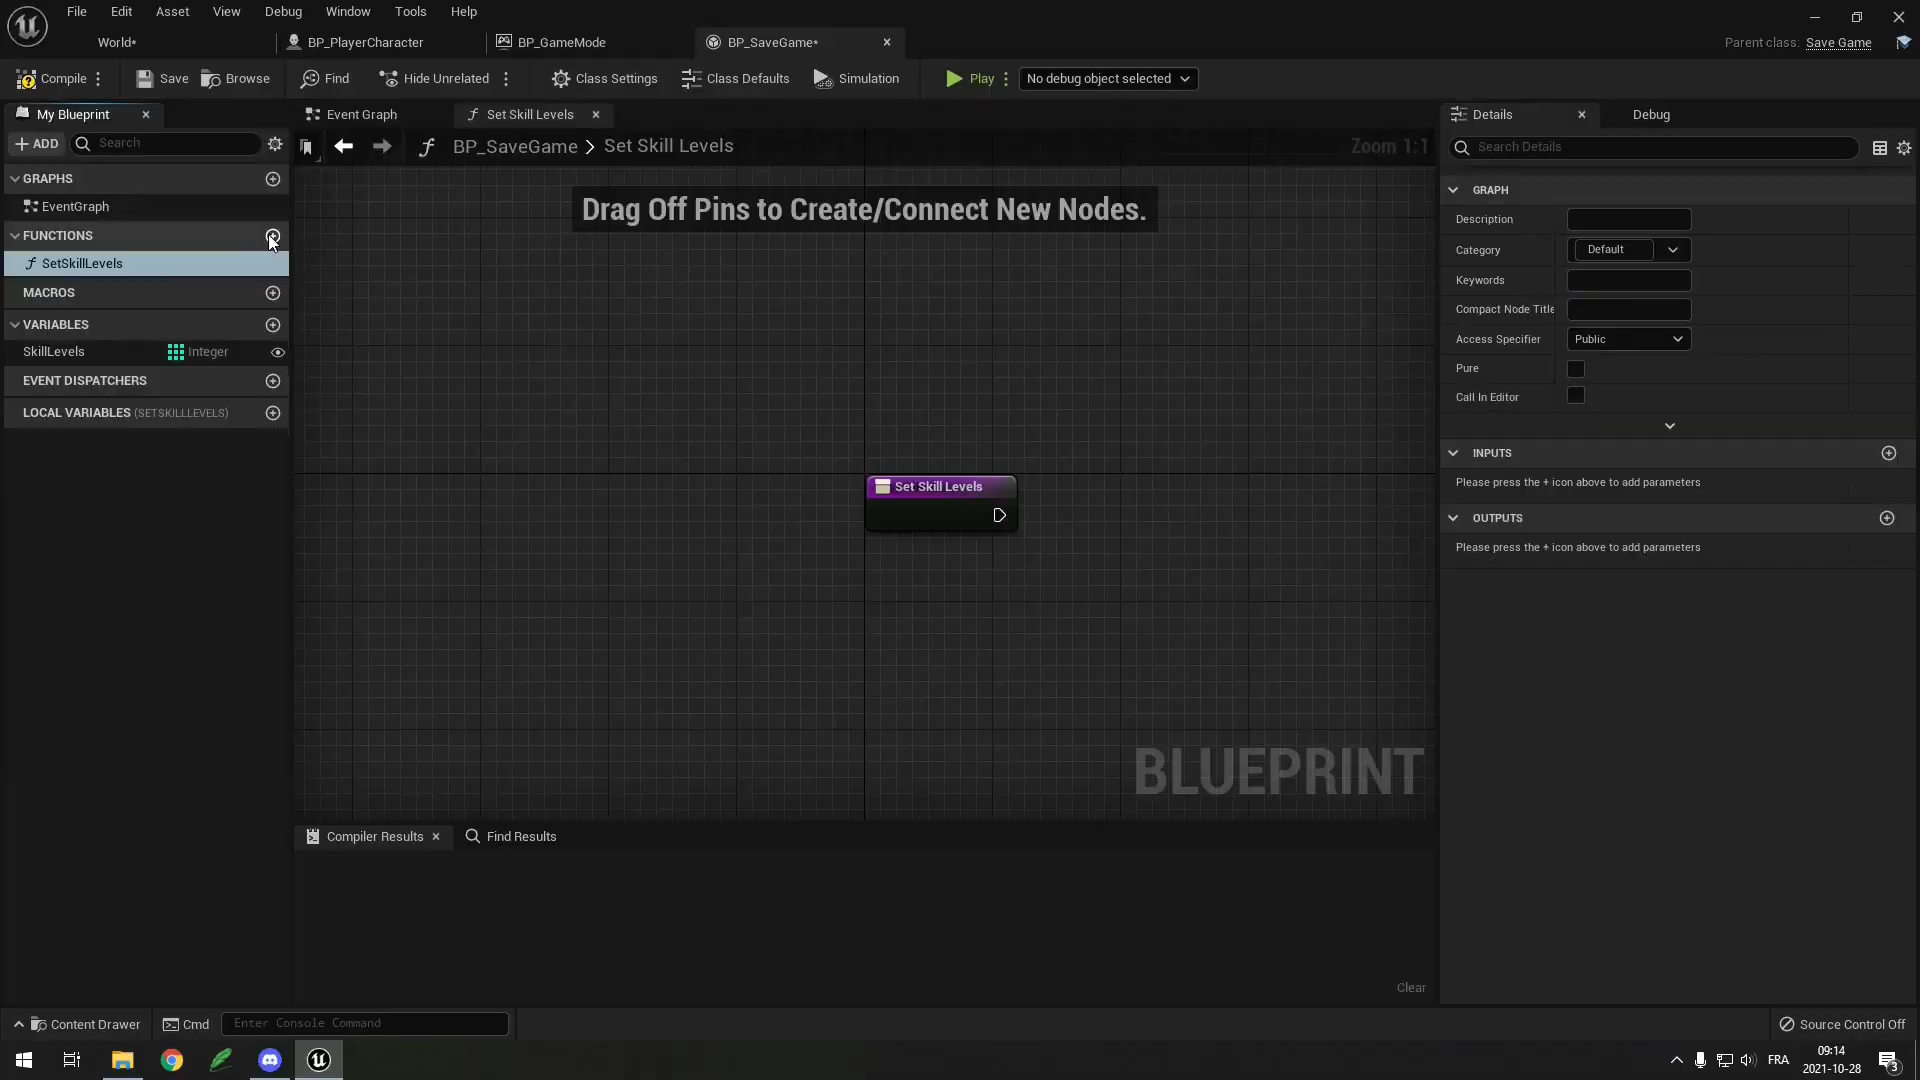 File Edit Asset View Debug Window Tools Help
World* BP_PlayerCharacter BP_GameMode BP_SaveGame* Parent class: Save Game
Compile Save Browse Find Hide Unrelated Class Settings Class Defaults Simulation Play No debug object selected
My Blueprint Event Graph Set Skill Levels Details Debug
ADD Search BP_SaveGame > Set Skill Levels Zoom 1:1 Search Details
GRAPHS
EventGraph
FUNCTIONS
SetSkillLevels
MACROS
VARIABLES
SkillLevels Integer
EVENT DISPATCHERS
LOCAL VARIABLES (SETSKILLLEVELS)
Drag Off Pins to Create/Connect New Nodes.
Set Skill Levels
BLUEPRINT
GRAPH
Description
Category Default
Keywords
Compact Node Title
Access Specifier Public
Pure
Call In Editor
INPUTS
Please press the + icon above to add parameters
OUTPUTS
Please press the + icon above to add parameters
Compiler Results Find Results
Clear
Content Drawer Cmd Enter Console Command Source Control Off
FRA 09:14
2021-10-28 3